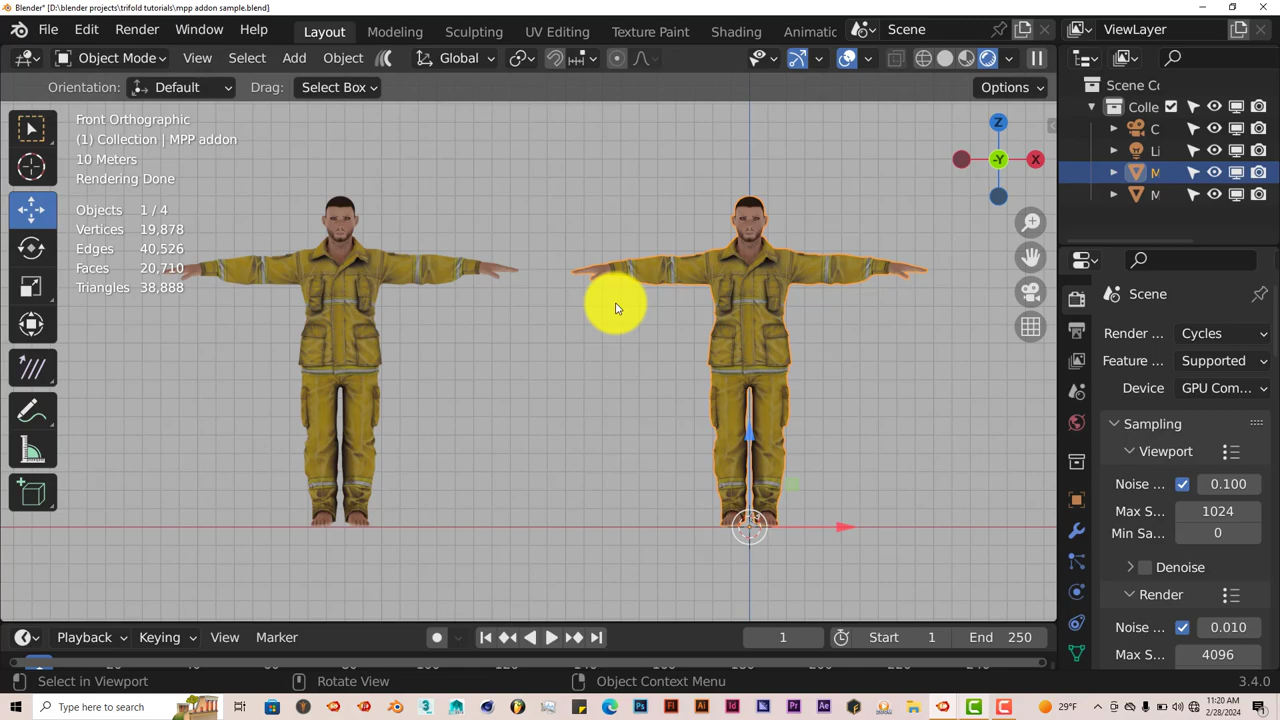 Blender* [D:\blender projects\trifold tutorials\mpp addon sample.blend]
File Edit Render Window Help Layout Modeling Sculpting UV Editing Texture Paint Shading Animatic Scene ViewLayer
Object Mode View Select Add Object Global
Orientation: Default Drag: Select Box Options
Front Orthographic
(1) Collection | MPP addon
10 Meters
Rendering Done
Objects 1 / 4
Vertices 19,878
Edges 40,526
Faces 20,710
Triangles 38,888
Z
-Y X
Scene Co
Colle
C
Li
M
M
Scene
Render ... Cycles
Feature ... Supported
Device GPU Com...
Sampling
Viewport
Noise ... 0.100
Max S... 1024
Min Sa... 0
Denoise
Render
Noise ... 0.010
Max S... 4096
Playback Keying View Marker 1 Start 1 End 250
Select in Viewport Rotate View Object Context Menu 3.4.0
Type here to search 29°F 11:20 AM
2/28/2024